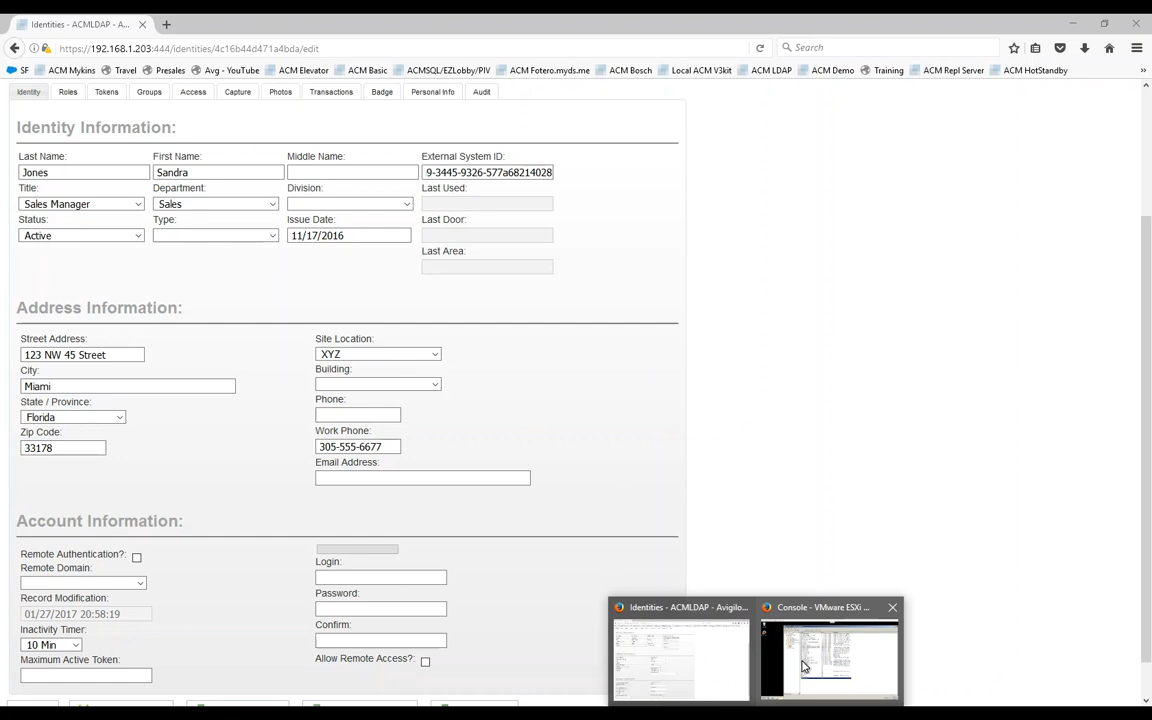 Identities - ACMLDAP - A...
https://192.168.1.203:444/identities/4c16b44d471a4bda/edit
Search
SF ACM Mykins Travel Presales Avg - YouTube ACM Elevator ACM Basic ACMSQL/EZLobby/PIV ACM Fotero.myds.me ACM Bosch Local ACM V3kit ACM LDAP ACM Demo Training ACM Repl Server ACM HotStandby
Identity Roles Tokens Groups Access Capture Photos Transactions Badge Personal Info Audit
Identity Information:
Last Name: First Name: Middle Name: External System ID:
Jones Sandra 9-3445-9326-577a68214028
Title: Department: Division: Last Used:
Sales Manager Sales
Status: Type: Issue Date: Last Door:
Active 11/17/2016
Last Area:
Address Information:
Street Address: Site Location:
123 NW 45 Street XYZ
City: Building:
Miami
State / Province: Phone:
Florida
Zip Code: Work Phone:
33178 305-555-6677
Email Address:
Account Information:
Remote Authentication?:
Remote Domain: Login:
Record Modification: Password:
01/27/2017 20:58:19
Inactivity Timer: Confirm:
10 Min
Maximum Active Token: Allow Remote Access?:
Identities - ACMLDAP - Avigilo... Console - VMware ESXi ...